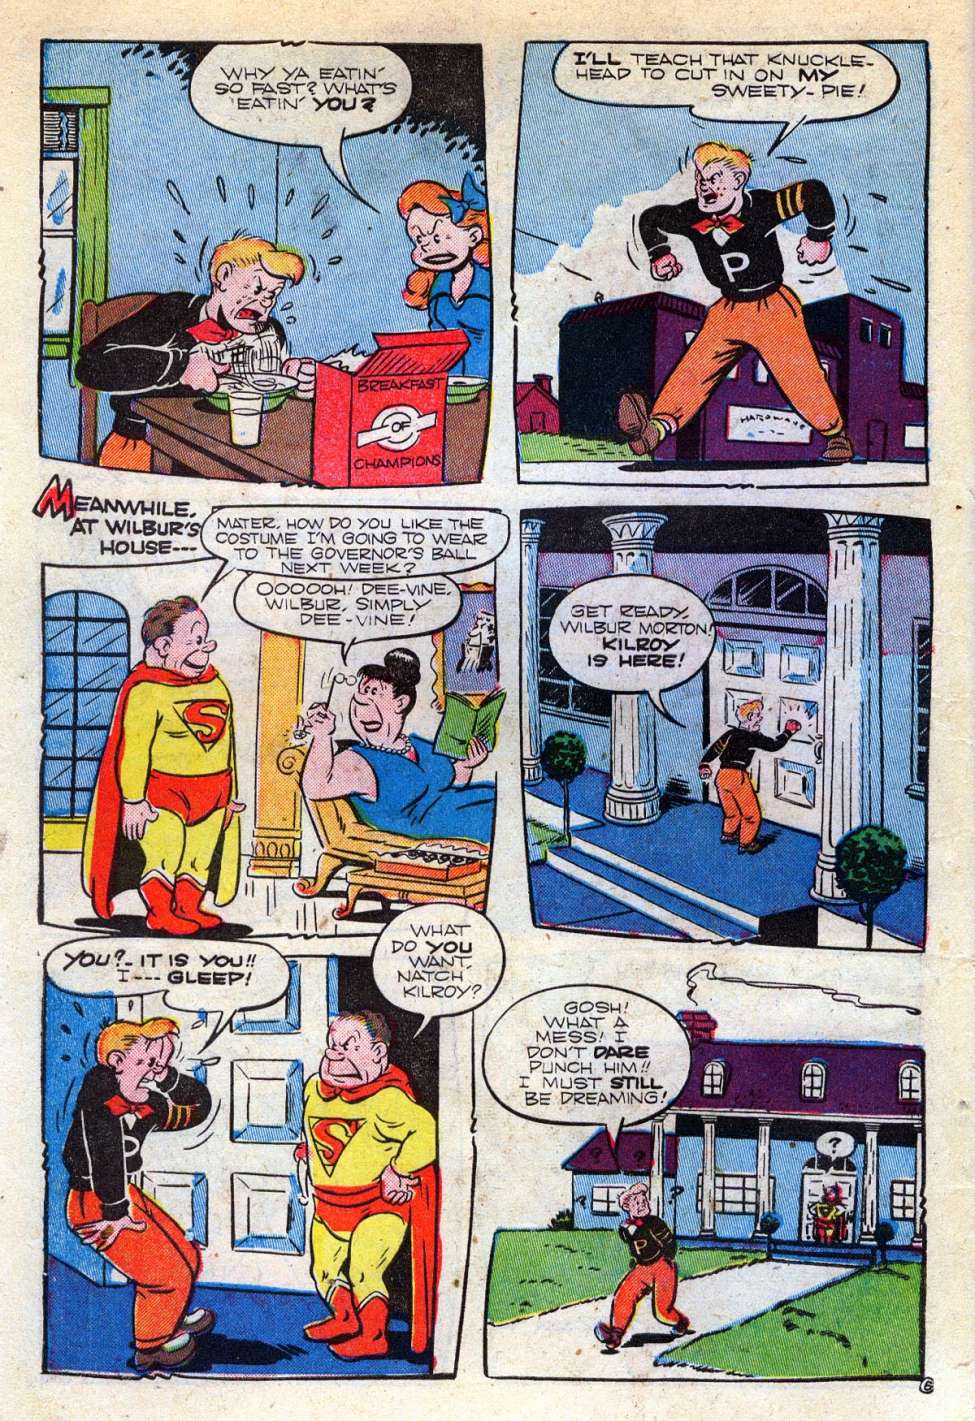 WHY YA EATIN'
SO FAST? WHAT'S
'EATIN' YOU?
BREAKFAST
OF
CHAMPIONS
I'LL TEACH THAT KNUCKLE-
HEAD TO CUT IN ON MY
SWEETY-PIE!
P
HARDWARE
MEANWHILE,
AT WILBUR'S
HOUSE---
MATER, HOW DO YOU LIKE THE
COSTUME I'M GOING TO WEAR
TO THE GOVERNOR'S BALL
NEXT WEEK?
OOOOOH! DEE-VINE,
WILBUR, SIMPLY
DEE-VINE!
S
GET READY,
WILBUR MORTON!
KILROY
IS HERE!
YOU?- IT IS YOU!!
I--- GLEEP!
WHAT
DO YOU
WANT,
NATCH
KILROY?
P
S
GOSH!
WHAT A
MESS! I
DON'T DARE
PUNCH HIM!!
I MUST STILL
BE DREAMING!
?
? ?
? ?
P
6